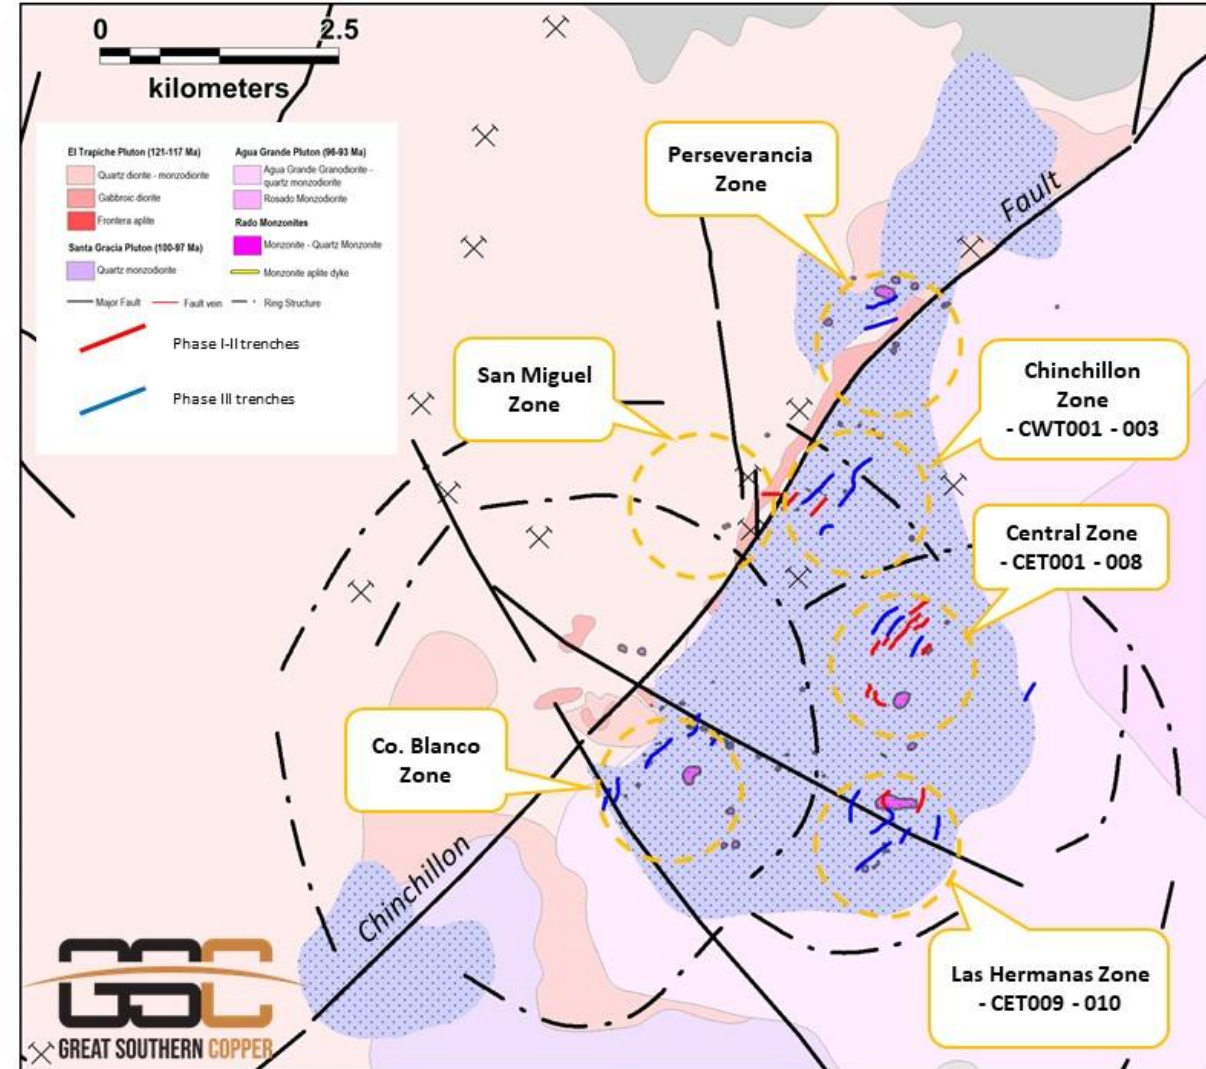 0 2.5
kilometers
El Trapiche Pluton (121-117 Ma)
Quartz diorite - monzodiorite
Gabbroic diorite
Frontera aplite
Santa Gracia Pluton (100-97 Ma)
Quartz monzodiorite
Agua Grande Pluton (96-93 Ma)
Agua Grande Granodiorite -
quartz monzodiorite
Rosado Monzodiorite
Rado Monzonites
Monzonite - Quartz Monzonite
Monzonite aplite dyke
Major Fault Fault vein Ring Structure
Phase I-II trenches
Phase III trenches
Perseverancia
Zone
Fault
San Miguel
Zone
Chinchillon
Zone
- CWT001 - 003
Central Zone
- CET001 - 008
Co. Blanco
Zone
Chinchillon
Las Hermanas Zone
- CET009 - 010
GSC
GREAT SOUTHERN COPPER